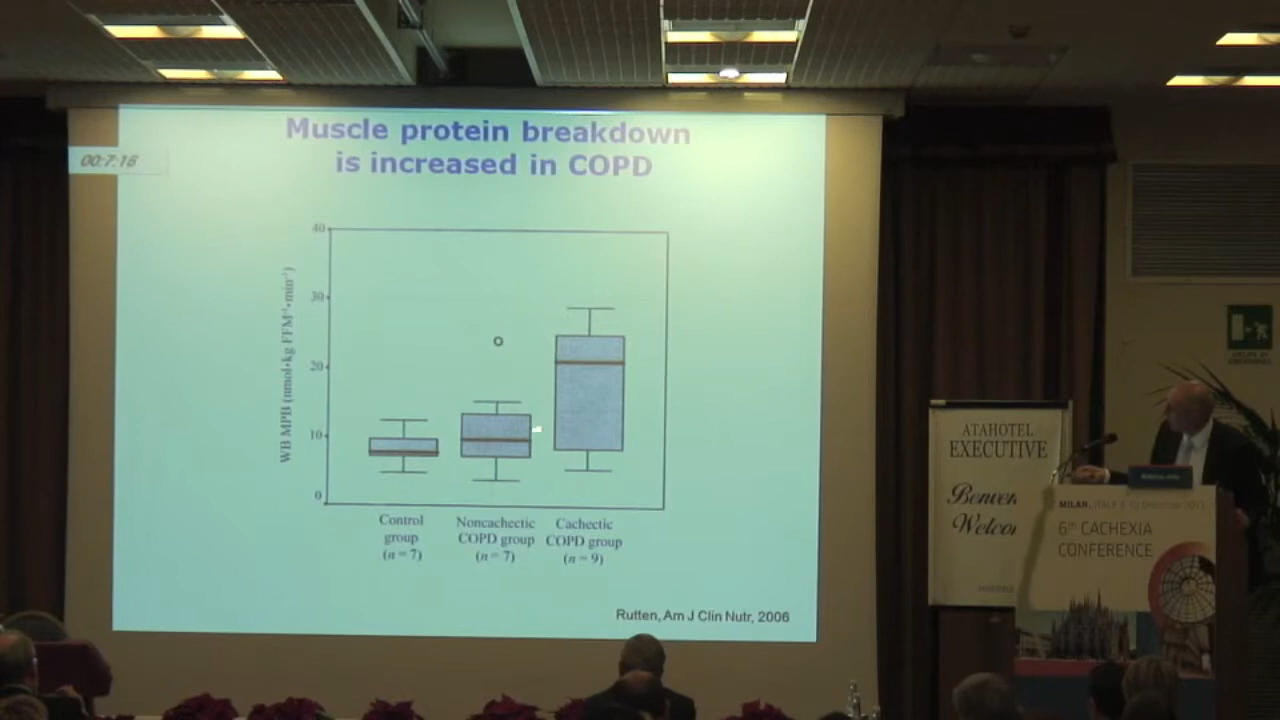 Muscle protein breakdown
is increased in COPD
00:7:16
40
30
20
10
0
WB MPB (nmol·kg FFM⁻¹·min⁻¹)
Control
group
(n = 7)
Noncachectic
COPD group
(n = 7)
Cachectic
COPD group
(n = 9)
Rutten, Am J Clin Nutr, 2006
ATAHOTEL
EXECUTIVE
MILAN, ITALY
6th CACHEXIA
CONFERENCE